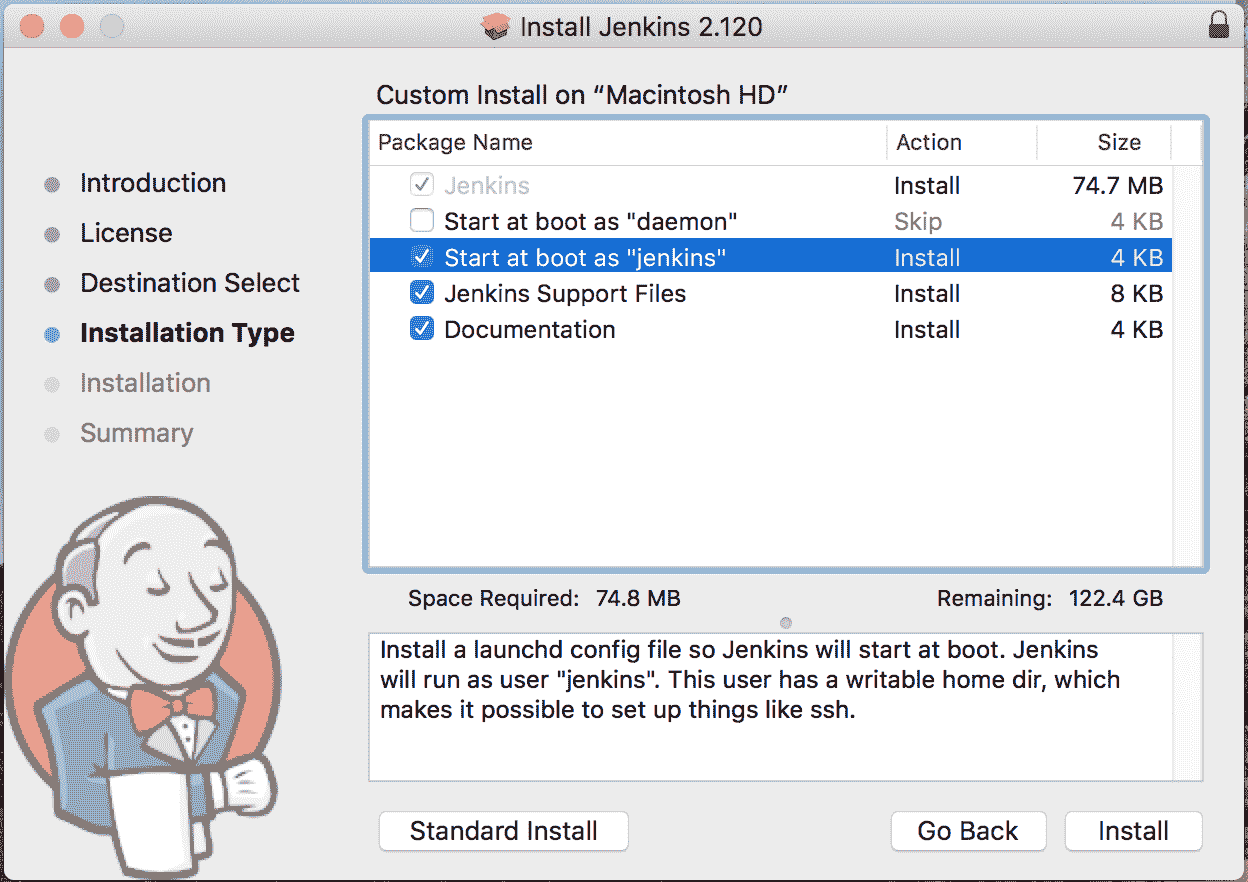 Install Jenkins 2.120
Custom Install on “Macintosh HD”
Package Name Action Size
Jenkins Install 74.7 MB
Start at boot as "daemon" Skip 4 KB
Start at boot as "jenkins" Install 4 KB
Jenkins Support Files Install 8 KB
Documentation Install 4 KB
Introduction
License
Destination Select
Installation Type
Installation
Summary
Space Required: 74.8 MB Remaining: 122.4 GB
Install a launchd config file so Jenkins will start at boot. Jenkins
will run as user "jenkins". This user has a writable home dir, which
makes it possible to set up things like ssh.
Standard Install Go Back Install